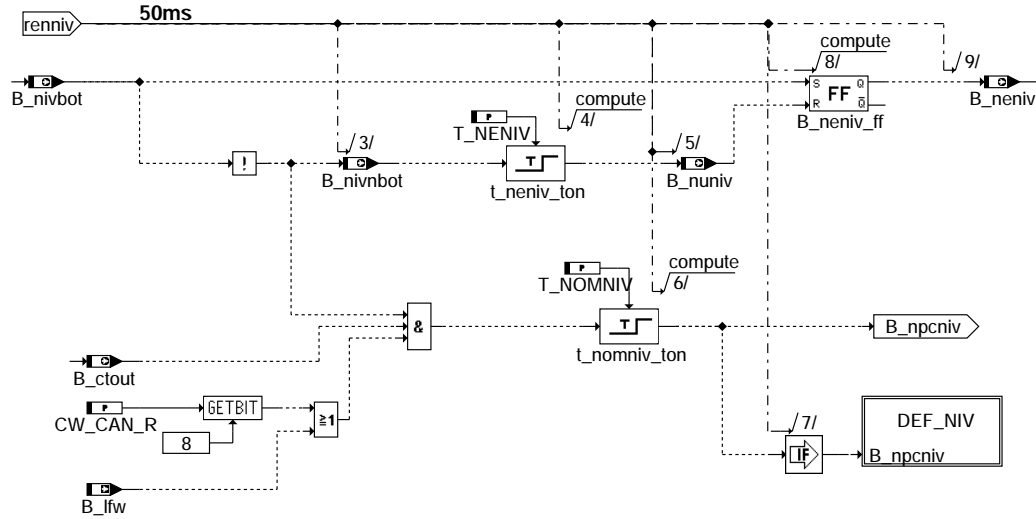 renniv 50ms
compute
8/ 9/
B_nivbot
S Q
FF
R Q
B_neniv
B_neniv_ff
compute
4/
P
T_NENIV
3/ 5/
!
B_nivnbot
T
t_neniv_ton
B_nuniv
compute
6/
P
T_NOMNIV
T
t_nomniv_ton
&
B_npcniv
B_ctout
P
CW_CAN_R
GETBIT
8
≥1
7/
IF
DEF_NIV
B_npcniv
B_lfw